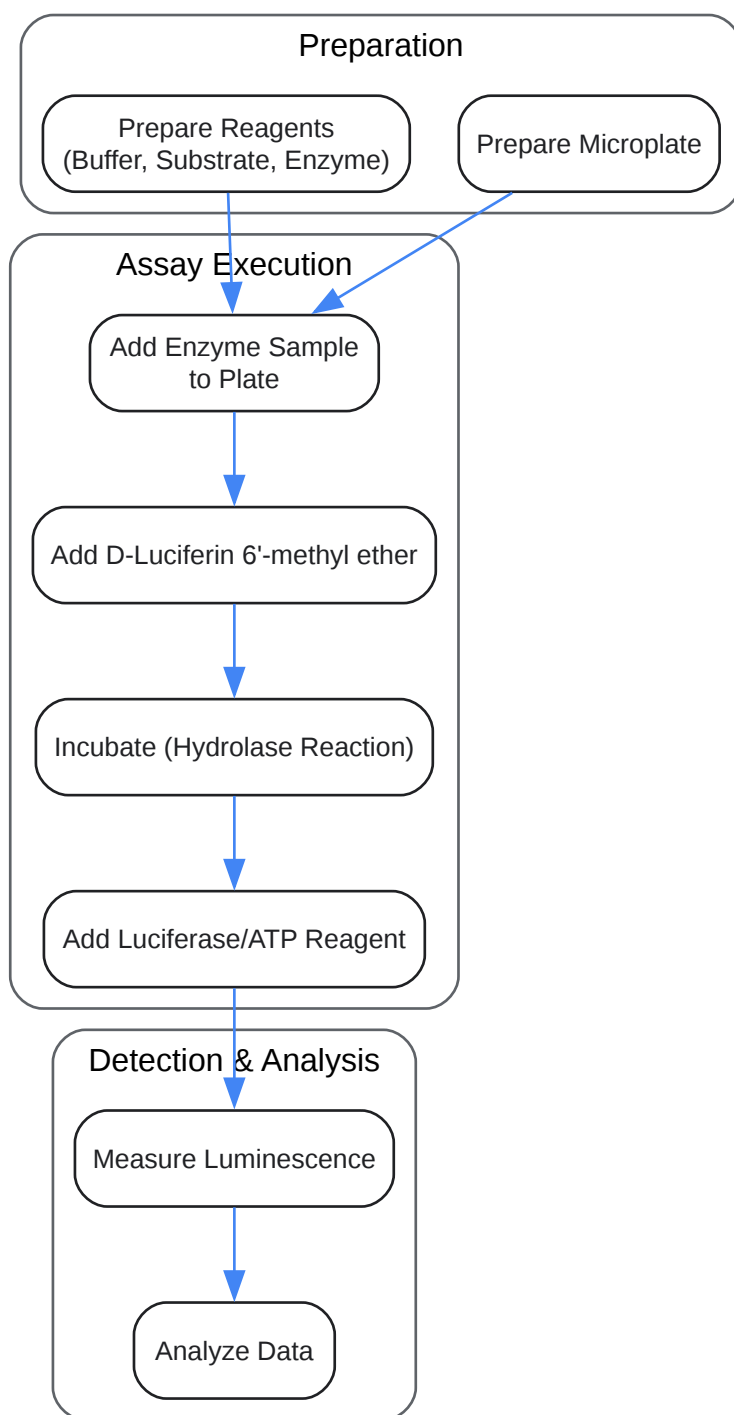 Preparation
Prepare Reagents
(Buffer, Substrate, Enzyme)
Prepare Microplate
Assay Execution
Add Enzyme Sample
to Plate
Add D-Luciferin 6'-methyl ether
Incubate (Hydrolase Reaction)
Add Luciferase/ATP Reagent
Detection & Analysis
Measure Luminescence
Analyze Data